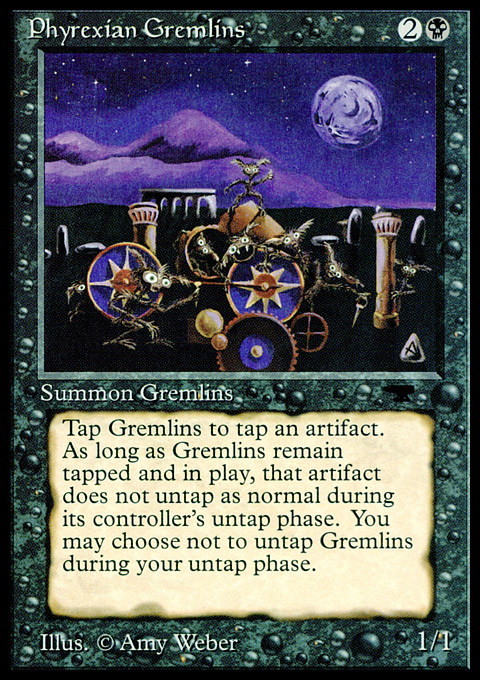 Phyrexian Gremlins 2
Summon Gremlins
Tap Gremlins to tap an artifact.
As long as Gremlins remain
tapped and in play, that artifact
does not untap as normal during
its controller's untap phase. You
may choose not to untap Gremlins
during your untap phase.
Illus. © Amy Weber 1/1